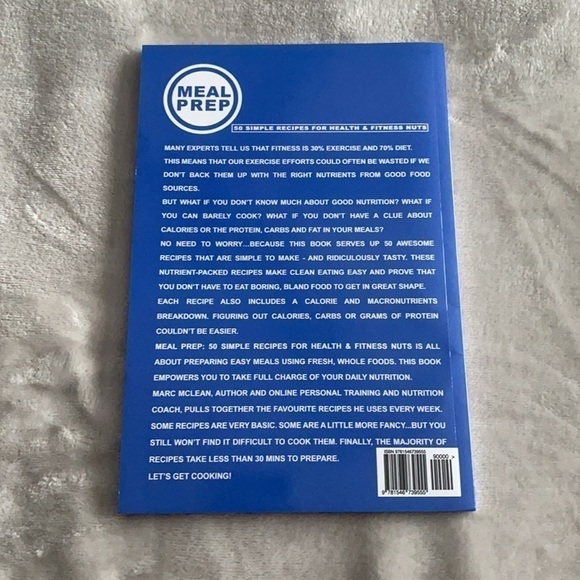 MEAL
PREP
50 SIMPLE RECIPES FOR HEALTH & FITNESS NUTS
MANY EXPERTS TELL US THAT FITNESS IS 30% EXERCISE AND 70% DIET.
THIS MEANS THAT OUR EXERCISE EFFORTS COULD OFTEN BE WASTED IF WE
DON'T BACK THEM UP WITH THE RIGHT NUTRIENTS FROM GOOD FOOD
SOURCES.
BUT WHAT IF YOU DON'T KNOW MUCH ABOUT GOOD NUTRITION? WHAT IF
YOU CAN BARELY COOK? WHAT IF YOU DON'T HAVE A CLUE ABOUT
CALORIES OR THE PROTEIN, CARBS AND FAT IN YOUR MEALS?
NO NEED TO WORRY...BECAUSE THIS BOOK SERVES UP 50 AWESOME
RECIPES THAT ARE SIMPLE TO MAKE - AND RIDICULOUSLY TASTY. THESE
NUTRIENT-PACKED RECIPES MAKE CLEAN EATING EASY AND PROVE THAT
YOU DON'T HAVE TO EAT BORING, BLAND FOOD TO GET IN GREAT SHAPE.
EACH RECIPE ALSO INCLUDES A CALORIE AND MACRONUTRIENTS
BREAKDOWN. FIGURING OUT CALORIES, CARBS OR GRAMS OF PROTEIN
COULDN'T BE EASIER.
MEAL PREP: 50 SIMPLE RECIPES FOR HEALTH & FITNESS NUTS IS ALL
ABOUT PREPARING EASY MEALS USING FRESH, WHOLE FOODS. THIS BOOK
EMPOWERS YOU TO TAKE FULL CHARGE OF YOUR DAILY NUTRITION.
MARC MCLEAN, AUTHOR AND ONLINE PERSONAL TRAINING AND NUTRITION
COACH, PULLS TOGETHER THE FAVOURITE RECIPES HE USES EVERY WEEK.
SOME RECIPES ARE VERY BASIC. SOME ARE A LITTLE MORE FANCY...BUT YOU
STILL WON'T FIND IT DIFFICULT TO COOK THEM. FINALLY, THE MAJORITY OF
RECIPES TAKE LESS THAN 30 MINS TO PREPARE.
LET'S GET COOKING!
ISBN 9781546739555
90000 >
9 781546 739555